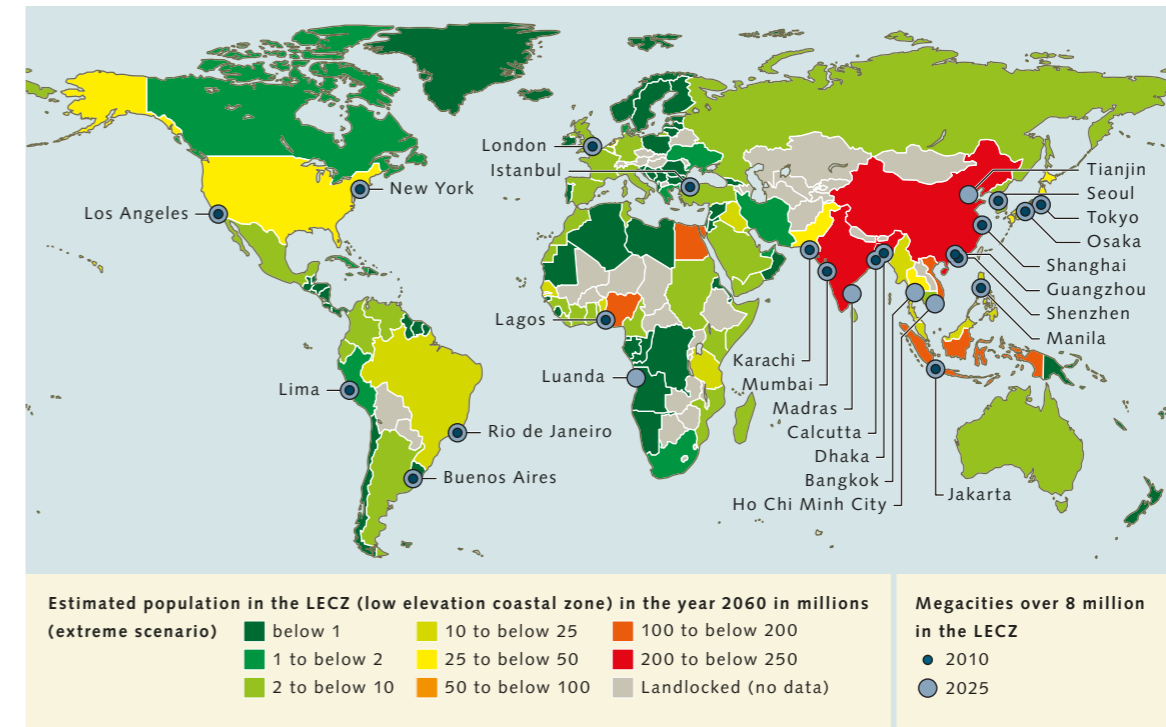 London
Istanbul
New York
Los Angeles
Tianjin
Seoul
Tokyo
Osaka
Shanghai
Guangzhou
Shenzhen
Manila
Lagos
Karachi
Luanda
Mumbai
Lima
Madras
Calcutta
Rio de Janeiro
Dhaka
Bangkok
Buenos Aires
Ho Chi Minh City
Jakarta
Estimated population in the LECZ (low elevation coastal zone) in the year 2060 in millions
(extreme scenario)
below 1
1 to below 2
2 to below 10
10 to below 25
25 to below 50
50 to below 100
100 to below 200
200 to below 250
Landlocked (no data)
Megacities over 8 million
in the LECZ
2010
2025